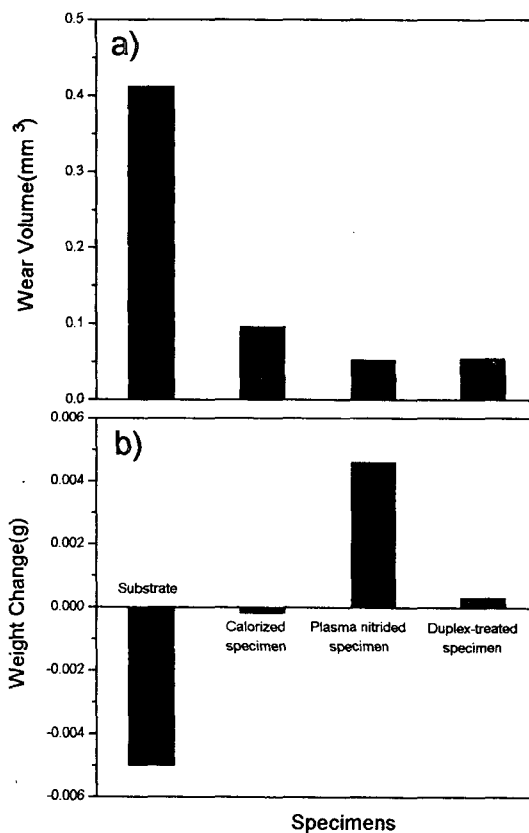 a)
0.5
0.4
0.3
0.2
0.1
0.0
Wear Volume(mm ³)
b)
0.006
0.004
0.002
0.000
-0.002
-0.004
-0.006
Weight Change(g)
Substrate
Calorized
specimen
Plasma nitrided
specimen
Duplex-treated
specimen
Specimens